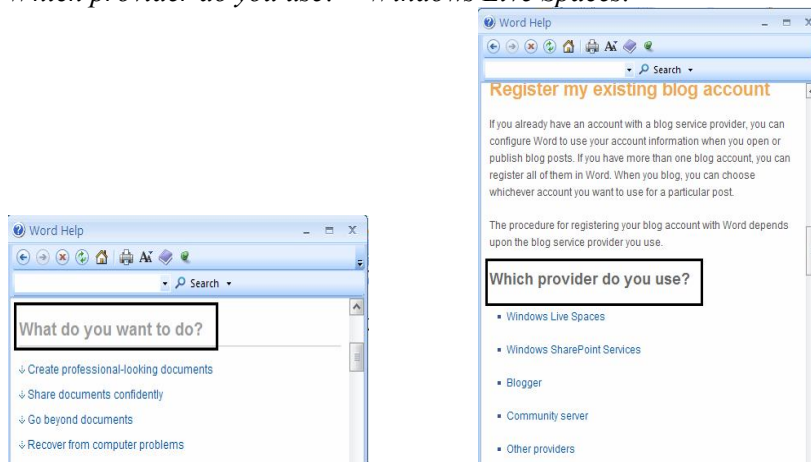 Which provider do you use? – Windows Live Spaces.
Word Help
Search
What do you want to do?
Create professional-looking documents
Share documents confidently
Go beyond documents
Recover from computer problems
Word Help
Search
Register my existing blog account
If you already have an account with a blog service provider, you can
configure Word to use your account information when you open or
publish blog posts. If you have more than one blog account, you can
register all of them in Word. When you blog, you can choose
whichever account you want to use for a particular post.
The procedure for registering your blog account with Word depends
upon the blog service provider you use.
Which provider do you use?
Windows Live Spaces
Windows SharePoint Services
Blogger
Community server
Other providers